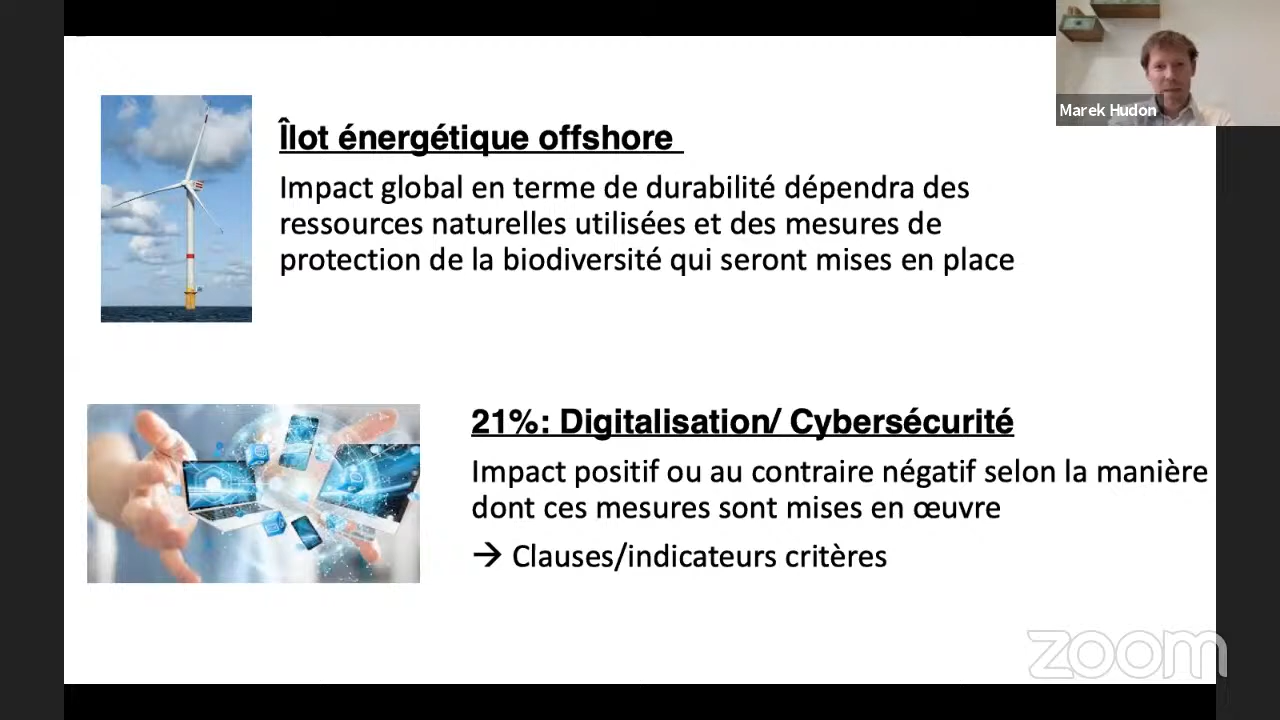 Marek Hudon
Îlot énergétique offshore
Impact global en terme de durabilité dépendra des
ressources naturelles utilisées et des mesures de
protection de la biodiversité qui seront mises en place
21%: Digitalisation/ Cybersécurité
Impact positif ou au contraire négatif selon la manière
dont ces mesures sont mises en œuvre
→ Clauses/indicateurs critères
zoom